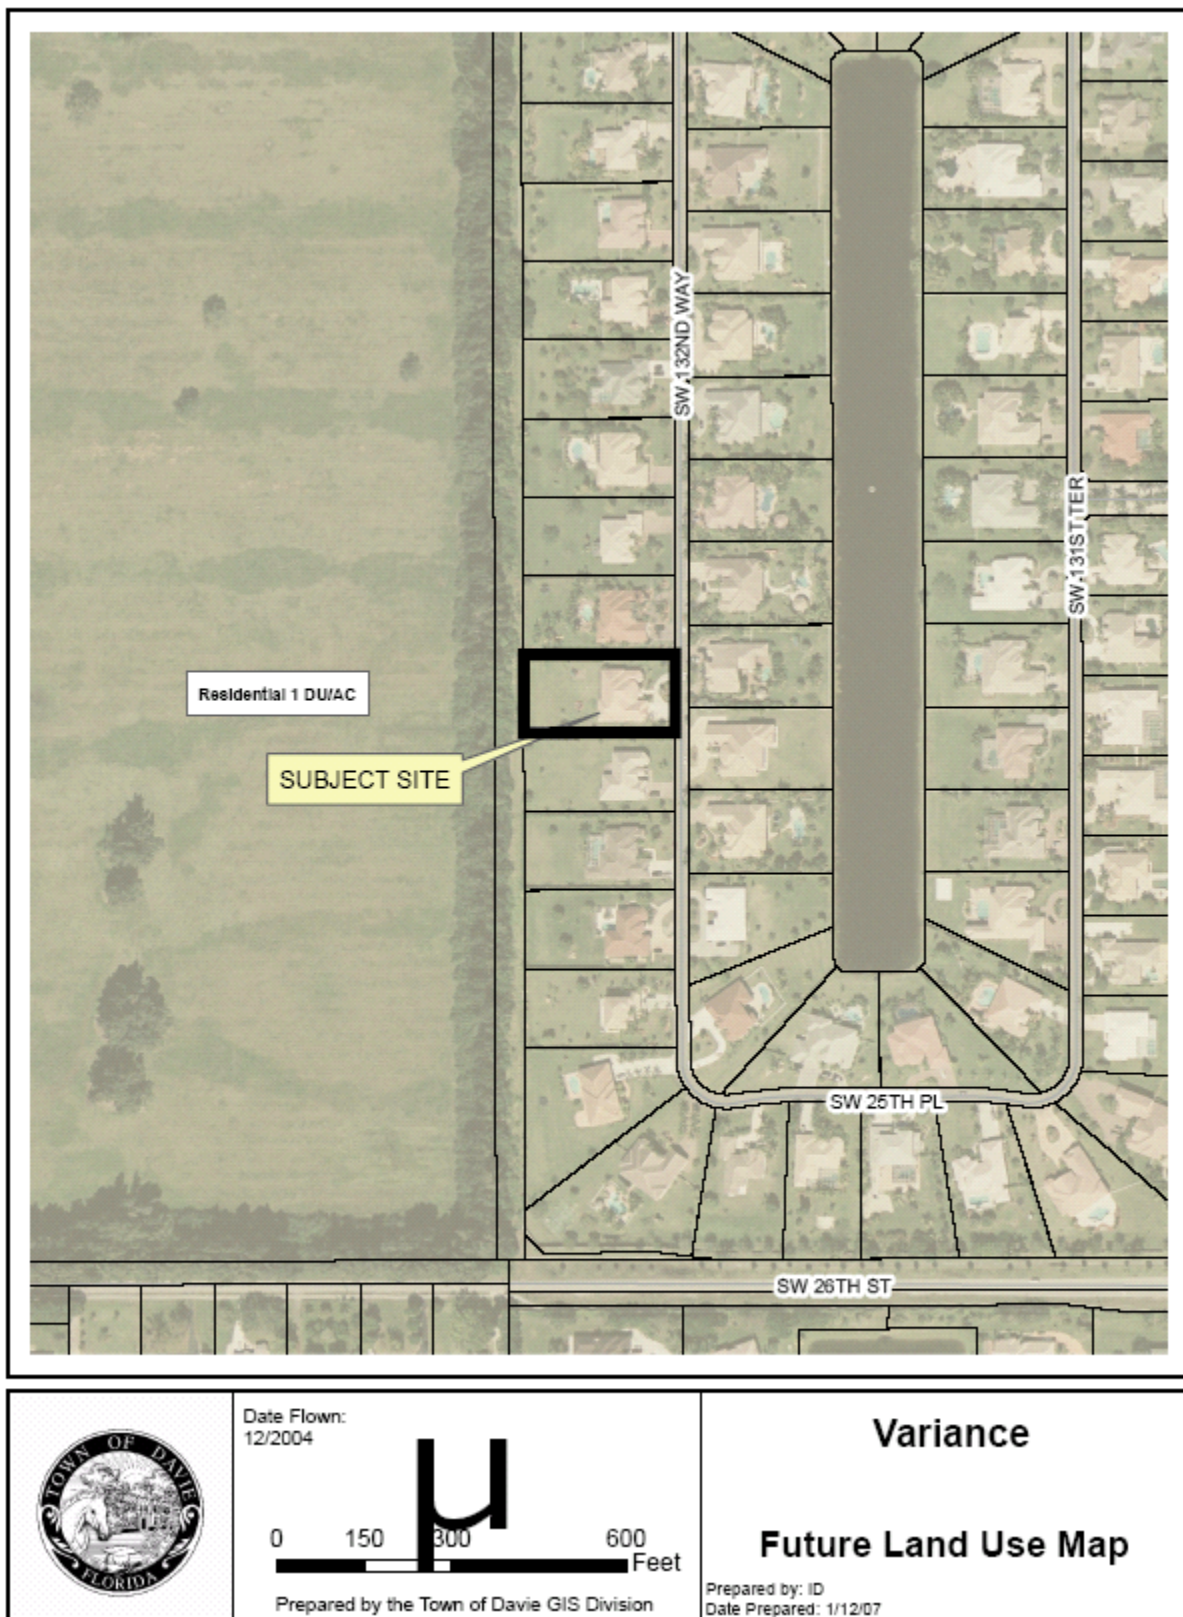 SW 132ND WAY
SW 131ST TER
Residential 1 DU/AC
SUBJECT SITE
SW 25TH PL
SW 26TH ST
TOWN OF DAVIE
FLORIDA
Date Flown:
12/2004
µ
0 150 300 600
Feet
Prepared by the Town of Davie GIS Division
Variance
Future Land Use Map
Prepared by: ID
Date Prepared: 1/12/07